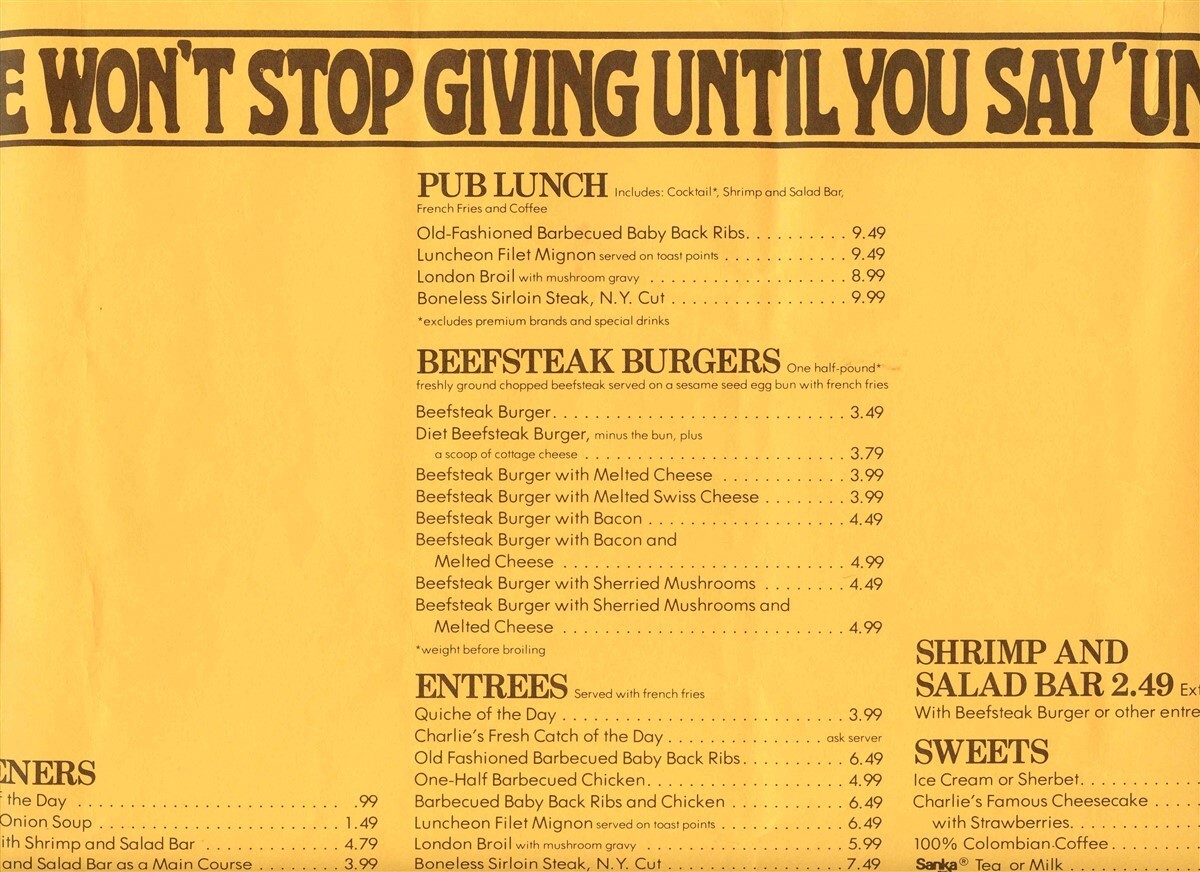 E WON'T STOP GIVING UNTIL YOU SAY 'UN
PUB LUNCH Includes: Cocktail*, Shrimp and Salad Bar,
French Fries and Coffee
Old-Fashioned Barbecued Baby Back Ribs. . . . . . . . . . 9.49
Luncheon Filet Mignon served on toast points . . . . . . . . . . . . 9.49
London Broil with mushroom gravy . . . . . . . . . . . . . . . . . . . . 8.99
Boneless Sirloin Steak, N.Y. Cut . . . . . . . . . . . . . . . . . . 9.99
*excludes premium brands and special drinks
BEEFSTEAK BURGERS One half-pound*
freshly ground chopped beefsteak served on a sesame seed egg bun with french fries
Beefsteak Burger. . . . . . . . . . . . . . . . . . . . . . . . . . . . . 3.49
Diet Beefsteak Burger, minus the bun, plus
a scoop of cottage cheese . . . . . . . . . . . . . . . . . . . . . . . . . . 3.79
Beefsteak Burger with Melted Cheese . . . . . . . . . . . . 3.99
Beefsteak Burger with Melted Swiss Cheese . . . . . . . . 3.99
Beefsteak Burger with Bacon . . . . . . . . . . . . . . . . . . . . 4.49
Beefsteak Burger with Bacon and
Melted Cheese . . . . . . . . . . . . . . . . . . . . . . . . . . . . 4.99
Beefsteak Burger with Sherried Mushrooms . . . . . . . . 4.49
Beefsteak Burger with Sherried Mushrooms and
Melted Cheese . . . . . . . . . . . . . . . . . . . . . . . . . . . . 4.99
*weight before broiling
ENTREES Served with french fries
Quiche of the Day . . . . . . . . . . . . . . . . . . . . . . . . . . . . 3.99
Charlie's Fresh Catch of the Day . . . . . . . . . . . . . . . . ask server
Old Fashioned Barbecued Baby Back Ribs. . . . . . . . . . . 6.49
One-Half Barbecued Chicken. . . . . . . . . . . . . . . . . . . . 4.99
Barbecued Baby Back Ribs and Chicken . . . . . . . . . . . . 6.49
Luncheon Filet Mignon served on toast points . . . . . . . . . . . . . 6.49
London Broil with mushroom gravy . . . . . . . . . . . . . . . . . . . . . 5.99
Boneless Sirloin Steak, N.Y. Cut . . . . . . . . . . . . . . . . . . 7.49
ENERS
f the Day . . . . . . . . . . . . . . . . . . . . . . . . . . .99
Onion Soup . . . . . . . . . . . . . . . . . . . . . . . . 1.49
ith Shrimp and Salad Bar . . . . . . . . . . . . . . 4.79
and Salad Bar as a Main Course . . . . . . . . 3.99
SHRIMP AND
SALAD BAR 2.49 Ext
With Beefsteak Burger or other entre
SWEETS
Ice Cream or Sherbet. . . . . . . . . . . .
Charlie's Famous Cheesecake . . . . .
with Strawberries. . . . . . . . . . . . .
100% Colombian Coffee. . . . . . . . .
Sanka® Tea or Milk . . . . . . . . . . . . .